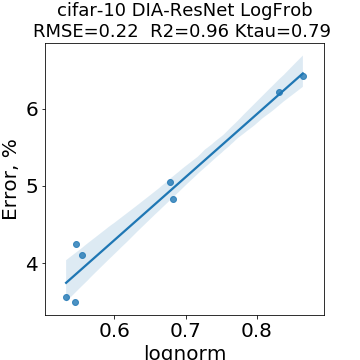 cifar-10 DIA-ResNet LogFrob
RMSE=0.22 R2=0.96 Ktau=0.79
Error, %
6
5
4
0.6 0.7 0.8
lognorm